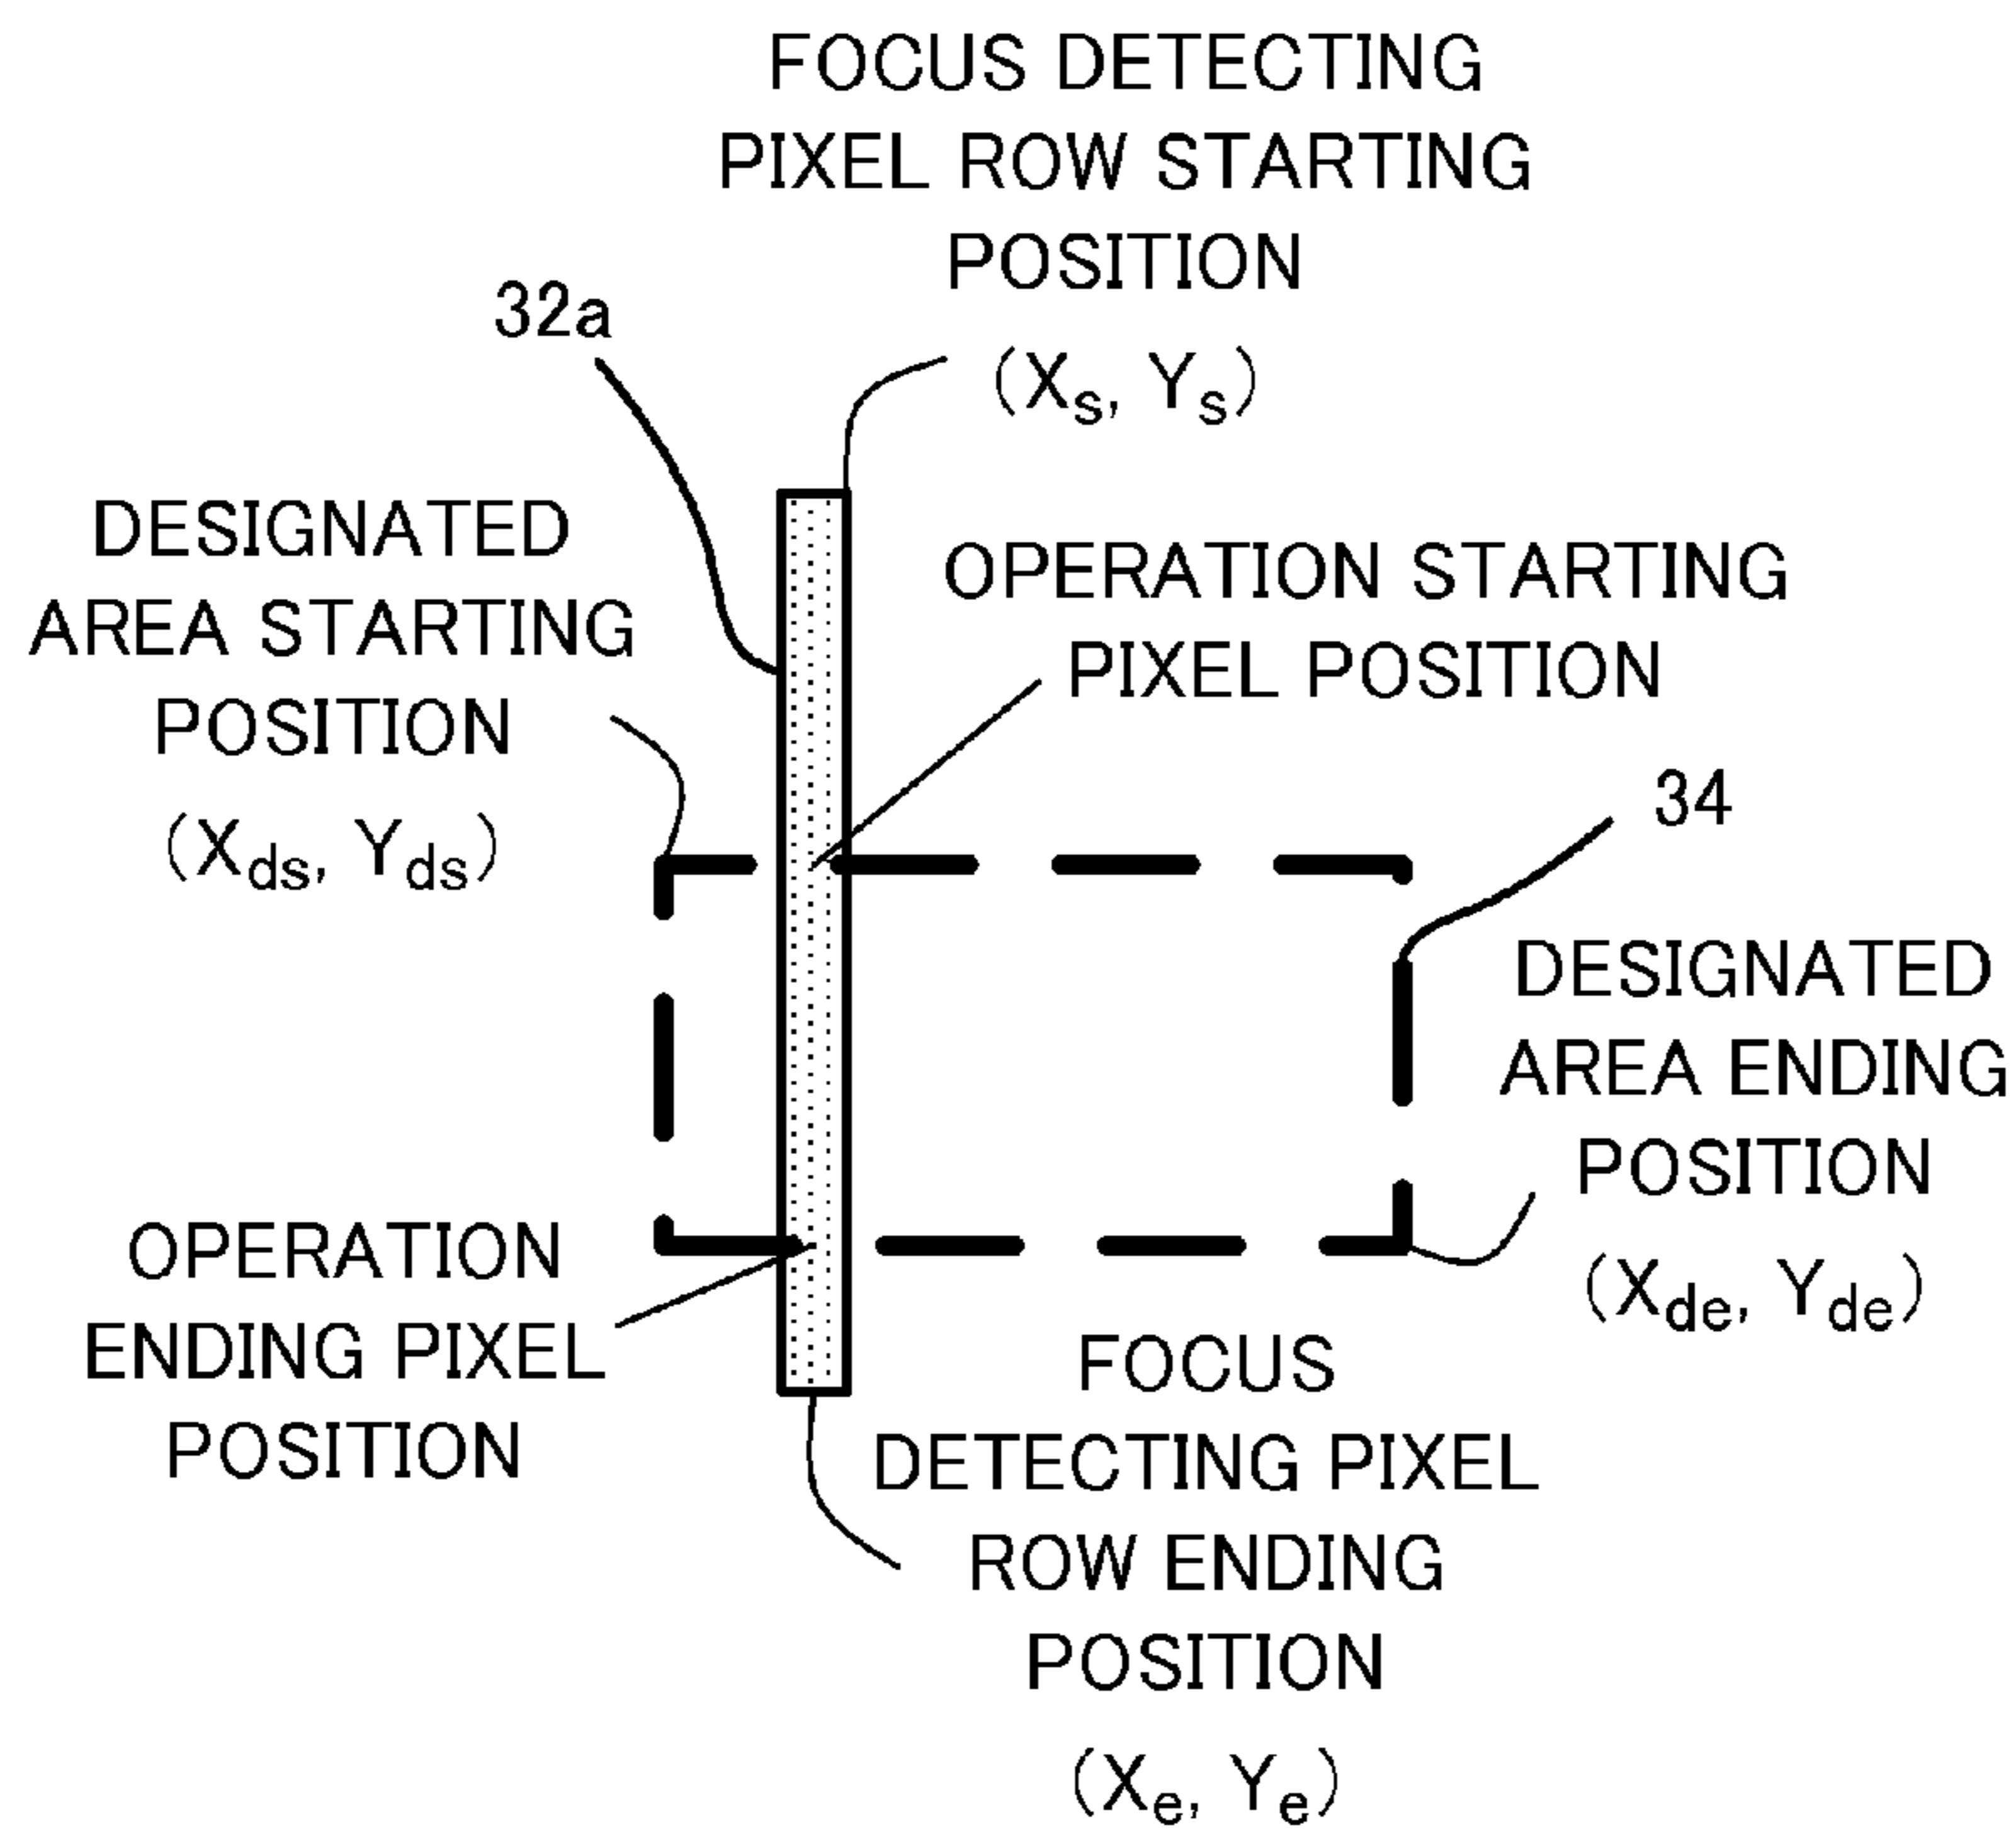 FOCUS DETECTING
PIXEL ROW STARTING
POSITION
(Xs, Ys)
32a
DESIGNATED
AREA STARTING
POSITION
(Xds, Yds)
OPERATION STARTING
PIXEL POSITION
34
DESIGNATED
AREA ENDING
POSITION
(Xde, Yde)
OPERATION
ENDING PIXEL
POSITION
FOCUS
DETECTING PIXEL
ROW ENDING
POSITION
(Xe, Ye)